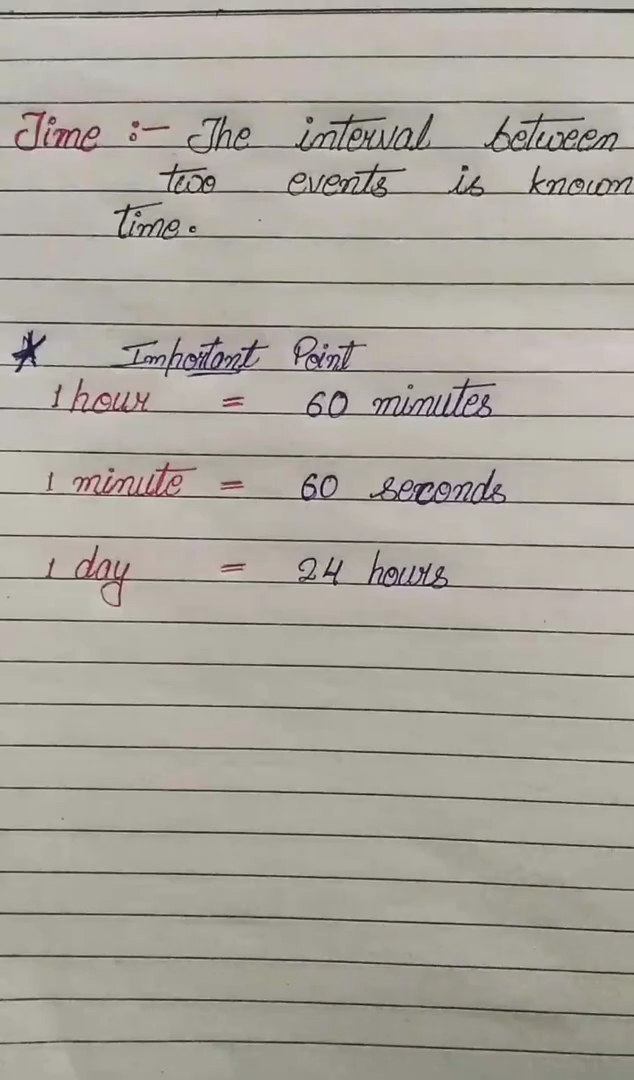 Time :- The interval between
two events is known
time.
* Important Point
1 hour = 60 minutes
1 minute = 60 seconds
1 day = 24 hours